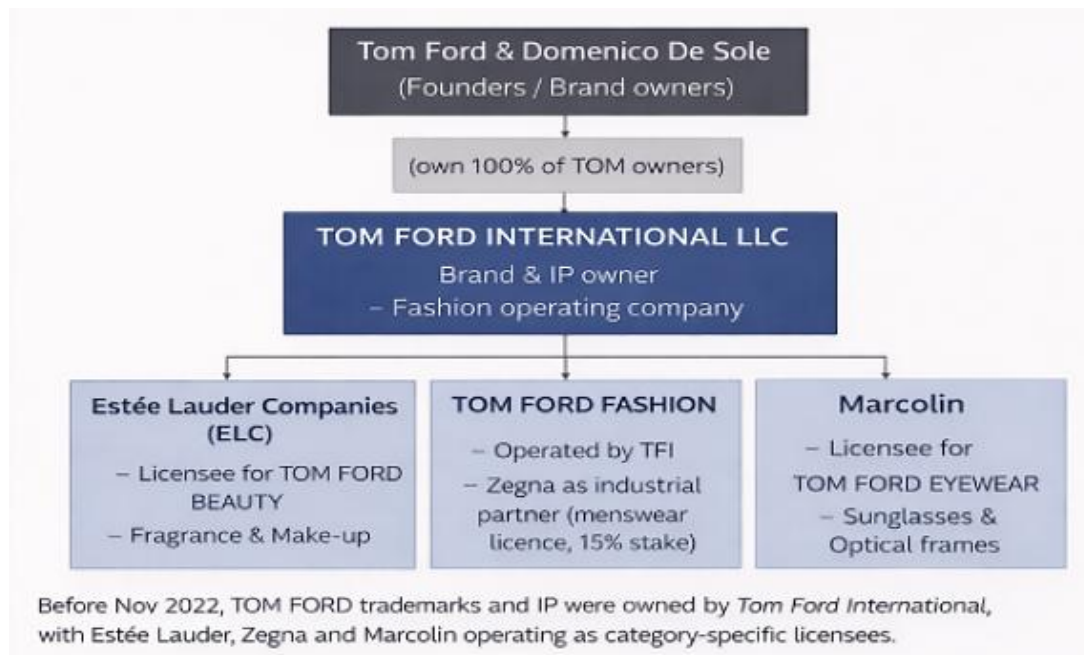 Tom Ford & Domenico De Sole
(Founders / Brand owners)
(own 100% of TOM owners)
TOM FORD INTERNATIONAL LLC
Brand & IP owner
– Fashion operating company
Estée Lauder Companies
(ELC)
– Licensee for TOM FORD
BEAUTY
– Fragrance & Make-up
TOM FORD FASHION
– Operated by TFI
– Zegna as industrial
partner (menswear
licence, 15% stake)
Marcolin
– Licensee for
TOM FORD EYEWEAR
– Sunglasses &
Optical frames
Before Nov 2022, TOM FORD trademarks and IP were owned by Tom Ford International,
with Estée Lauder, Zegna and Marcolin operating as category-specific licensees.